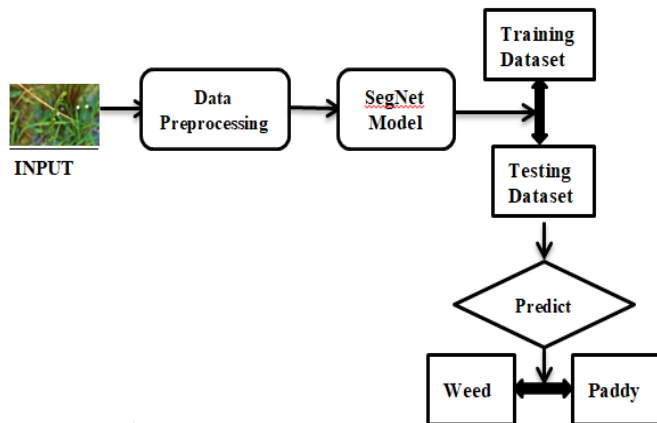 INPUT
Data
Preprocessing
SegNet
Model
Training
Dataset
Testing
Dataset
Predict
Weed
Paddy